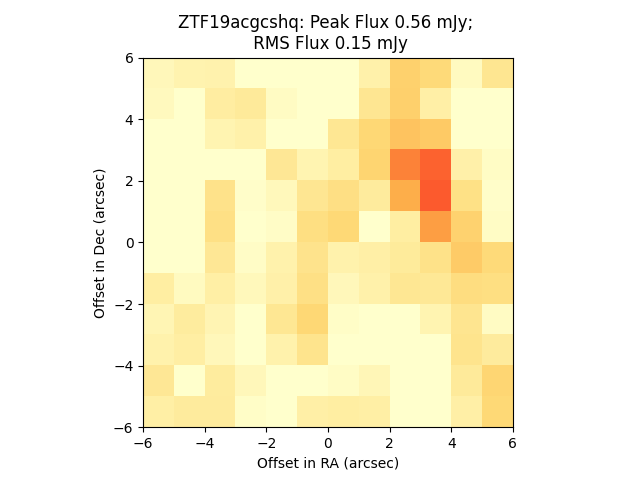 ZTF19acgcshq: Peak Flux 0.56 mJy;
RMS Flux 0.15 mJy
6
4
2
0
−2
−4
−6
Offset in Dec (arcsec)
−6 −4 −2 0 2 4 6
Offset in RA (arcsec)